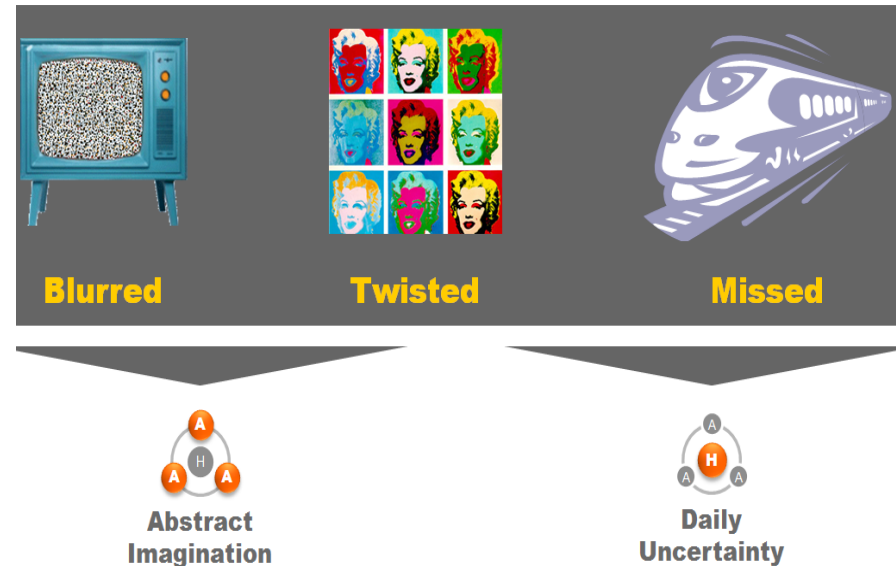 Blurred
Twisted
Missed
A
H
A
A
Abstract
Imagination
A
H
A
A
Daily
Uncertainty